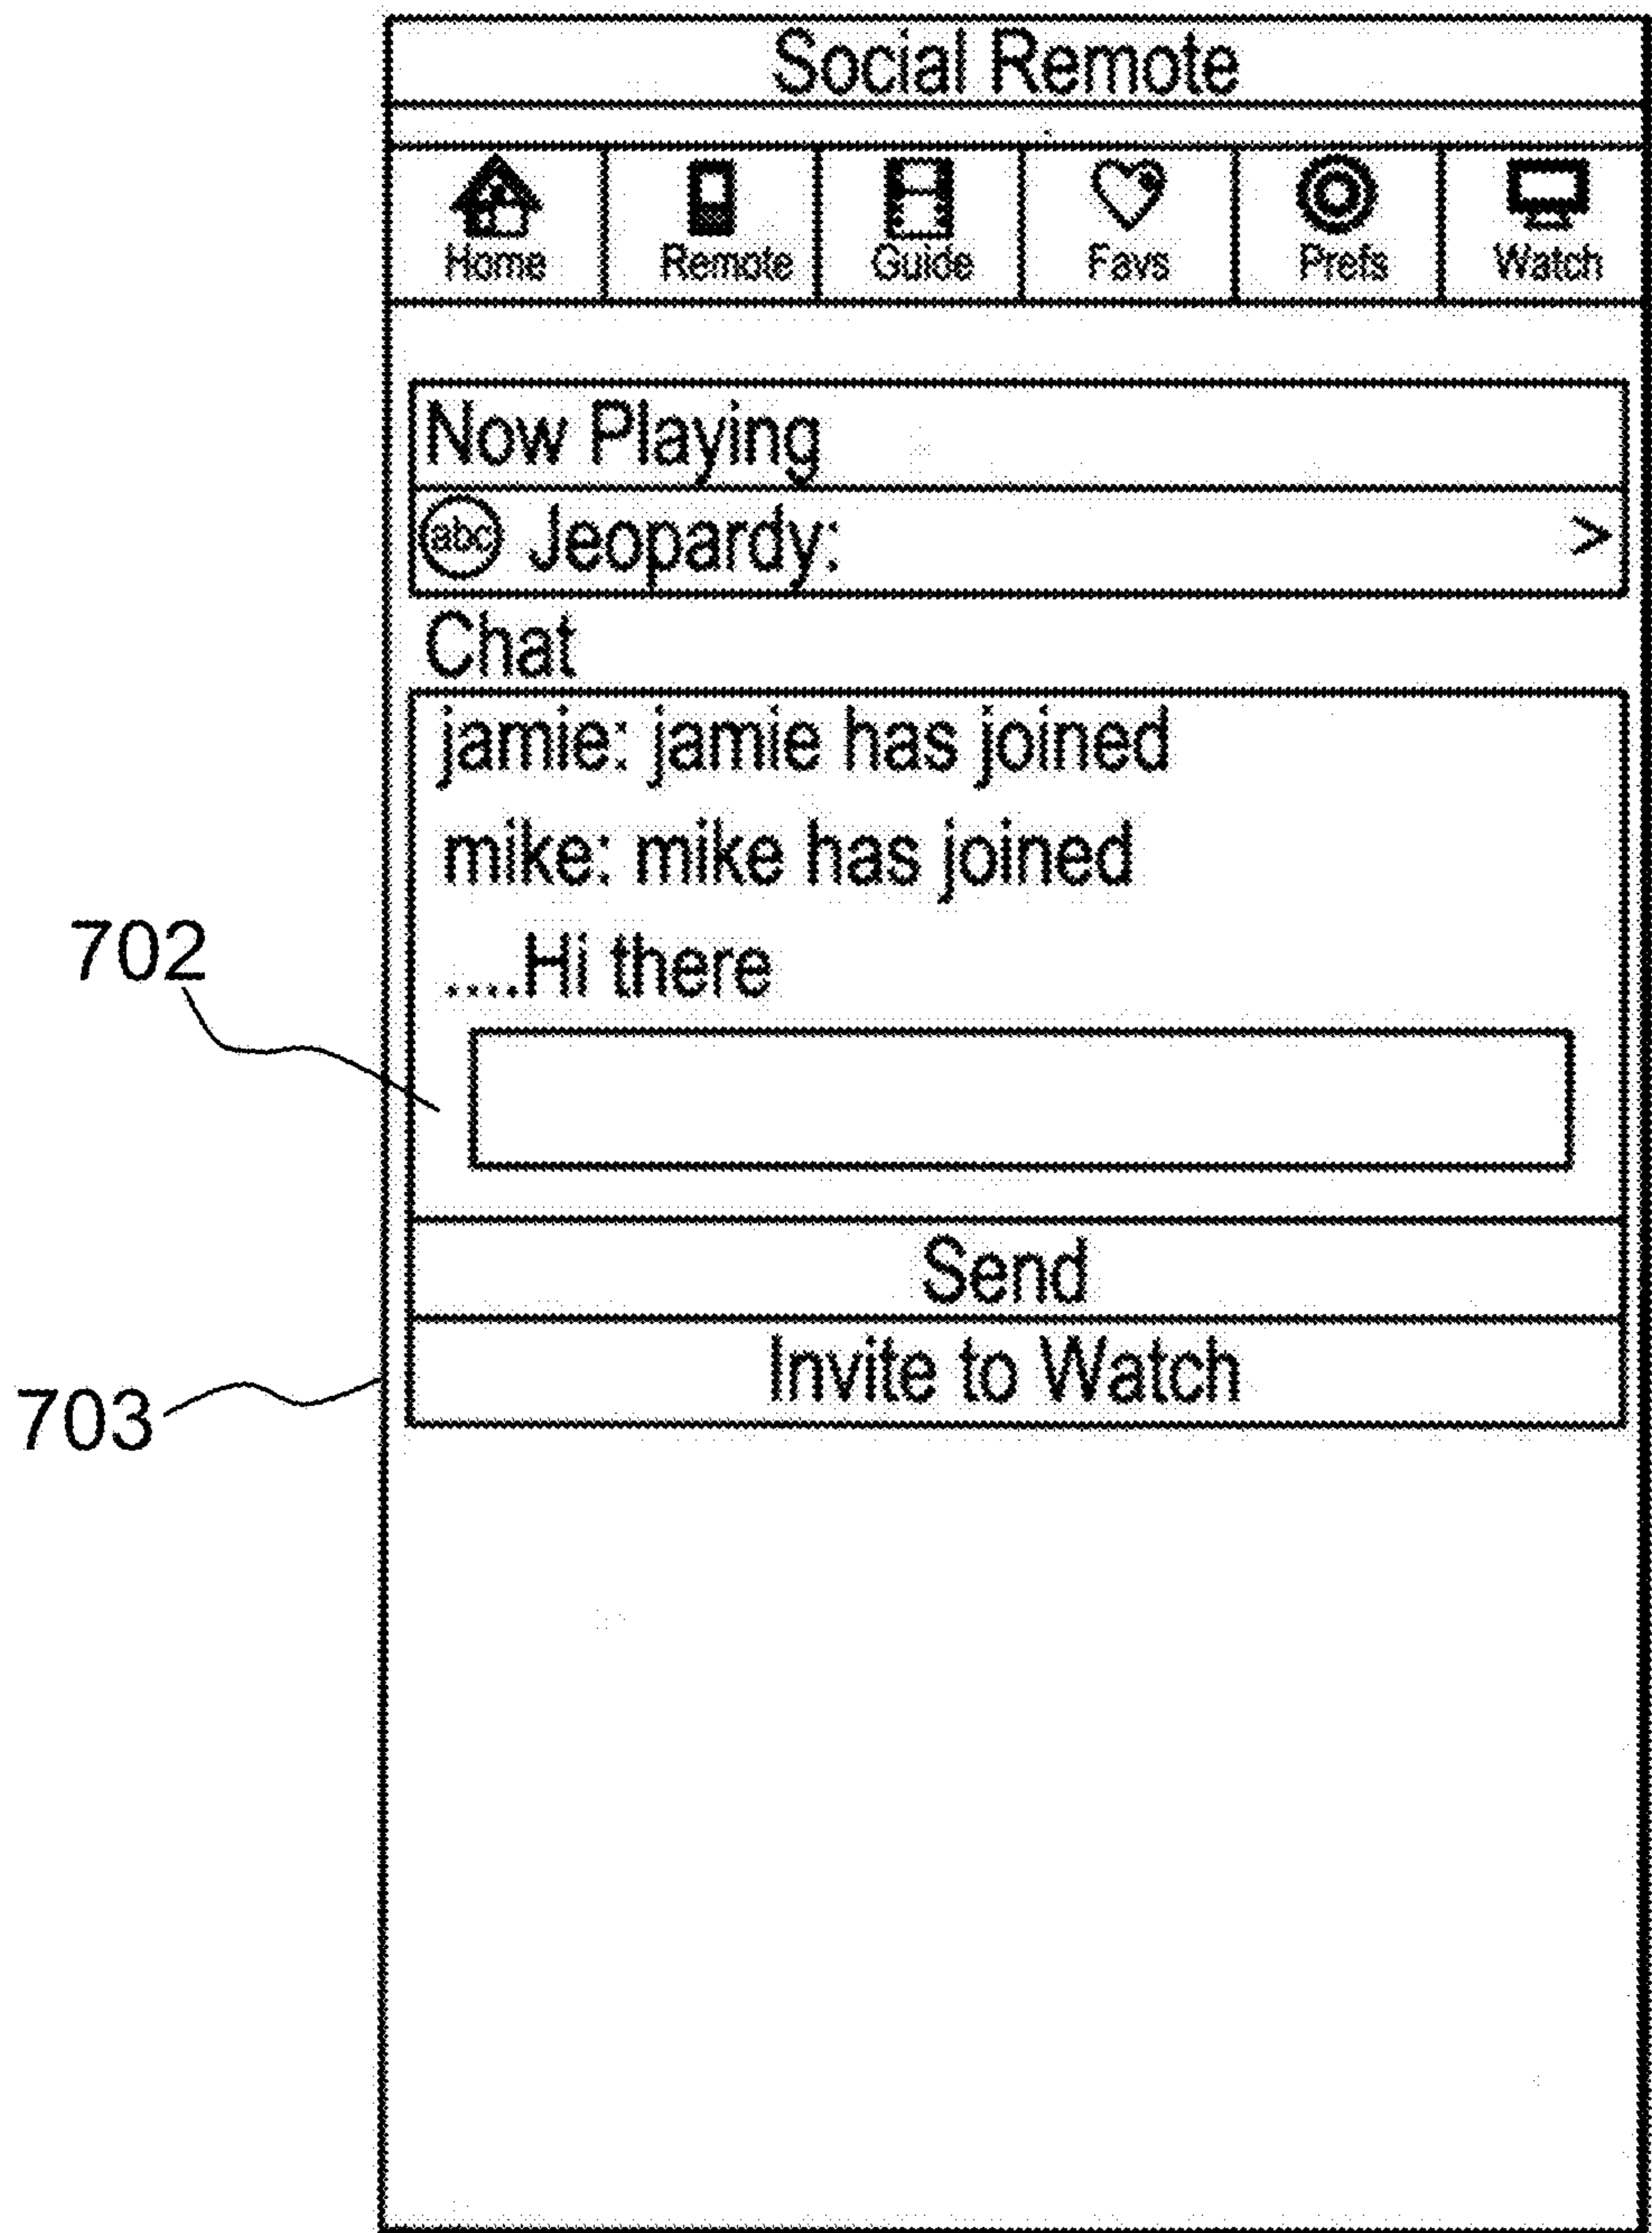 Social Remote
Home Remote Guide Favs Prefs Watch
Now Playing
abc Jeopardy: >
Chat
jamie: jamie has joined
mike: mike has joined
....Hi there
702
Send
Invite to Watch
703